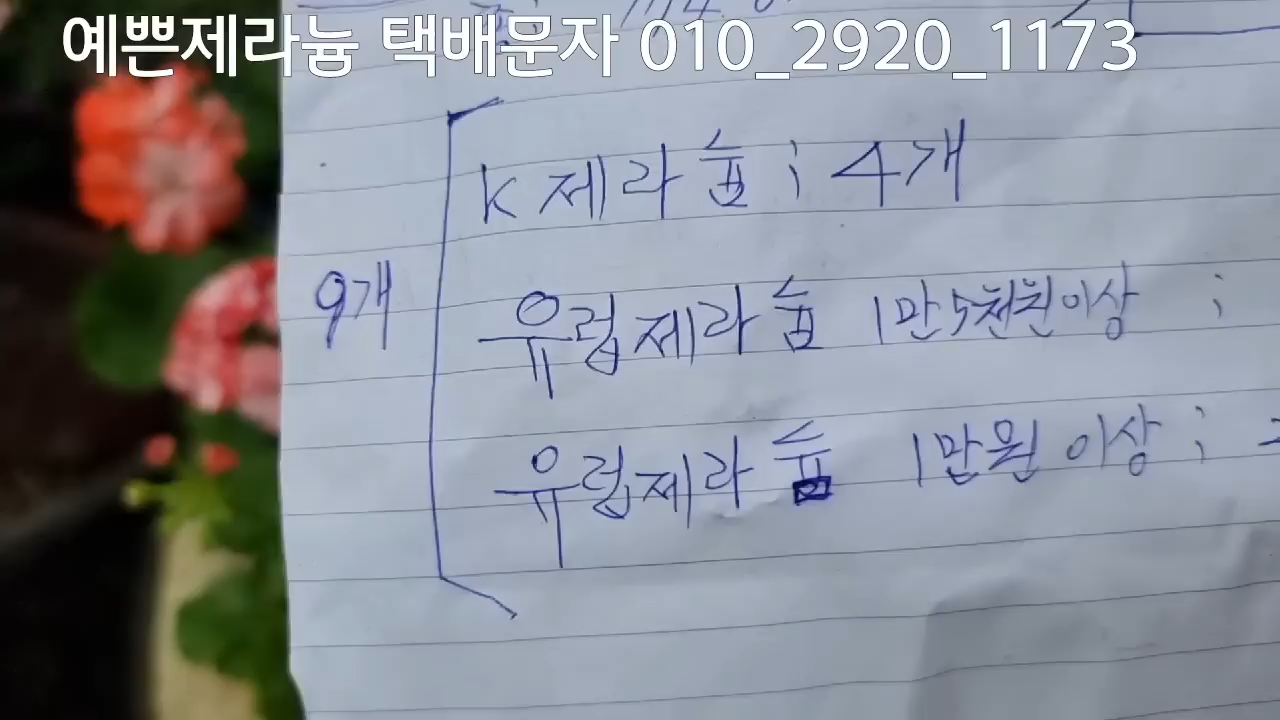 예쁜제라늄 택배문자 010_2920_1173
K 제라늄 ; 4개
9개
유럽제라늄 1만5천원이상 ;
유럽제라늄 1만원 이상 ;